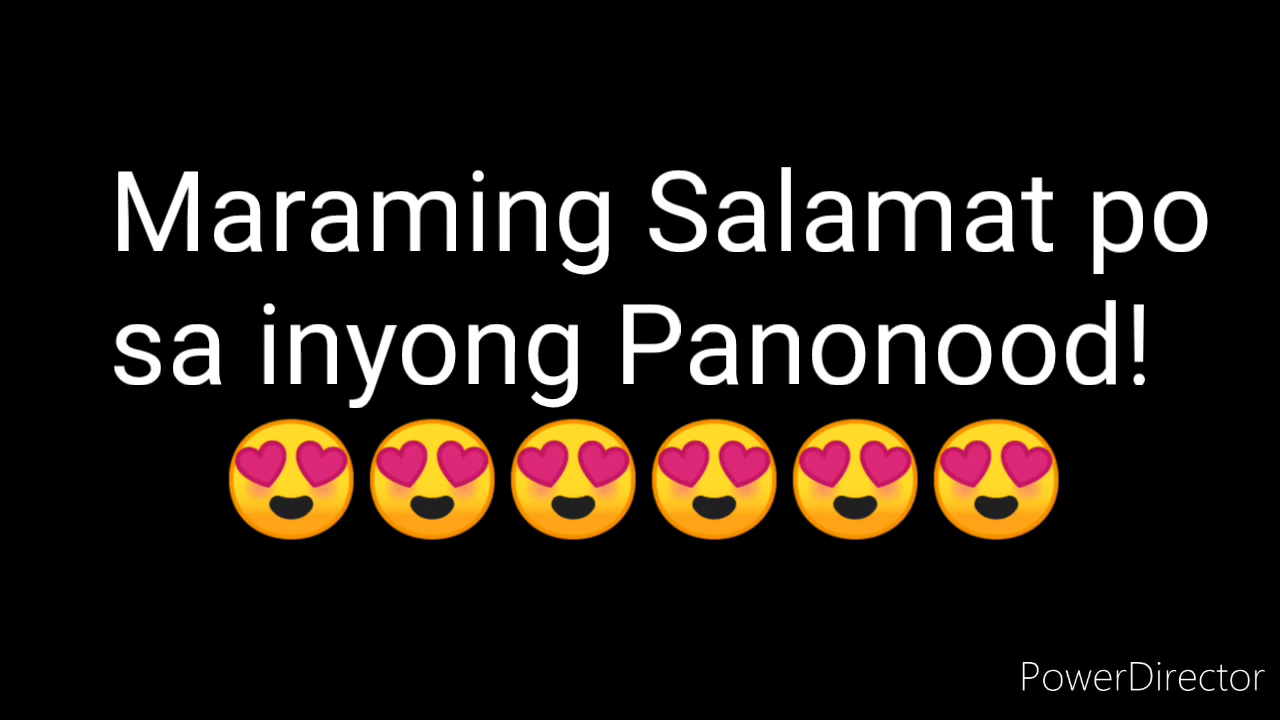 Maraming Salamat po
sa inyong Panonood!
😍😍😍😍😍😍
PowerDirector